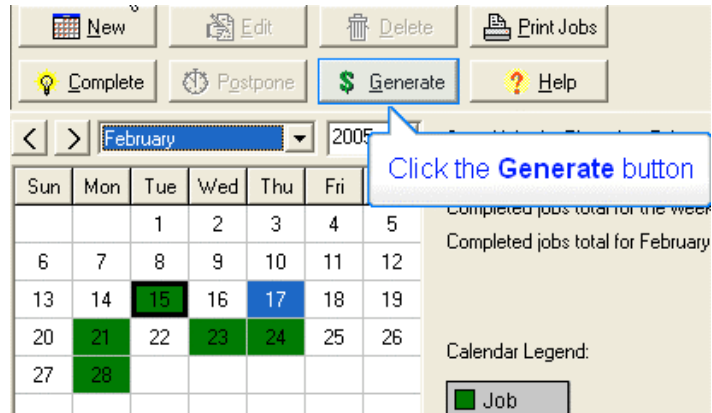 New Edit Delete Print Jobs
Complete Postpone Generate Help
< > February 2005
Click the Generate button
Sun Mon Tue Wed Thu Fri
Completed jobs total for the week
1 2 3 4 5
Completed jobs total for February
6 7 8 9 10 11 12
13 14 15 16 17 18 19
20 21 22 23 24 25 26
Calendar Legend:
27 28
Job